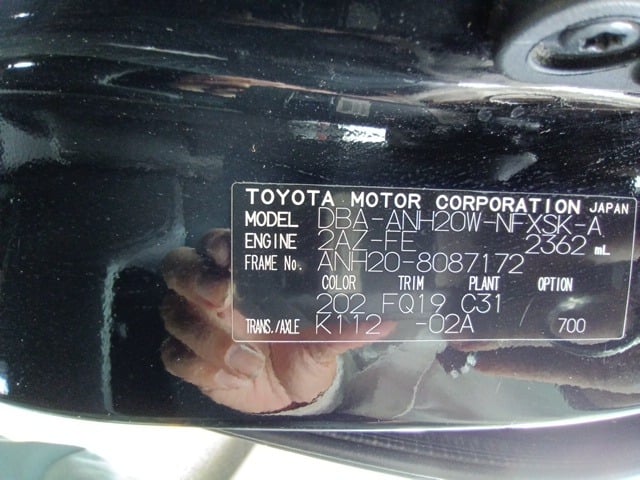 TOYOTA MOTOR CORPORATION JAPAN
MODEL DBA-ANH20W-NFXSK-A
ENGINE 2AZ-FE 2362 mL
FRAME No. ANH20-8087172
COLOR TRIM PLANT OPTION
202 FQ19 C31
TRANS./AXLE K112 -02A 700